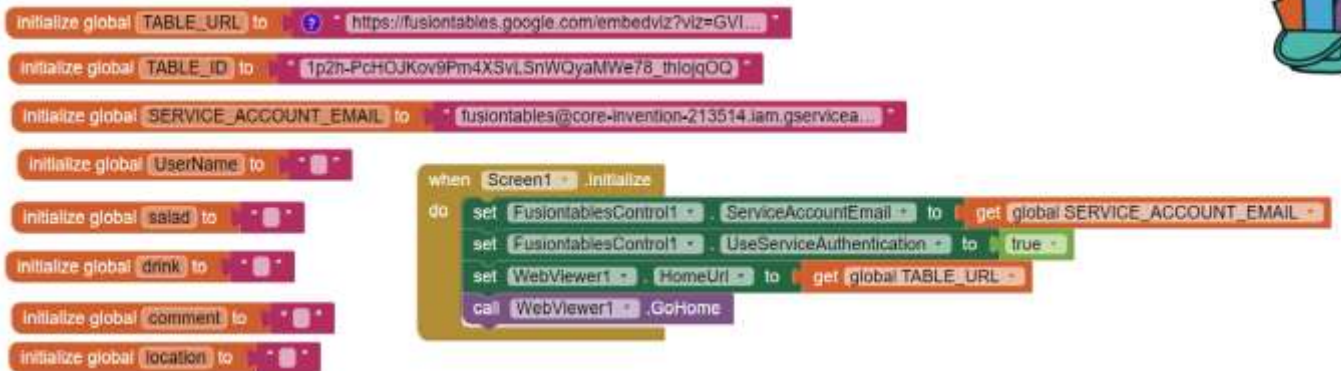 initialize global TABLE_URL to " https://fusiontables.google.com/embedviz?viz=GVI... "
initialize global TABLE_ID to " 1p2h-PcHOJKov9Pm4XSvLSnWQyaMWe78_thIojqOQ "
initialize global SERVICE_ACCOUNT_EMAIL to " fusiontables@core-invention-213514.iam.gservicea... "
initialize global UserName to " "
initialize global salad to " "
initialize global drink to " "
initialize global comment to " "
initialize global location to " "
when Screen1 .Initialize
do set FusiontablesControl1 . ServiceAccountEmail to get global SERVICE_ACCOUNT_EMAIL
set FusiontablesControl1 . UseServiceAuthentication to true
set WebViewer1 . HomeUrl to get global TABLE_URL
call WebViewer1 .GoHome